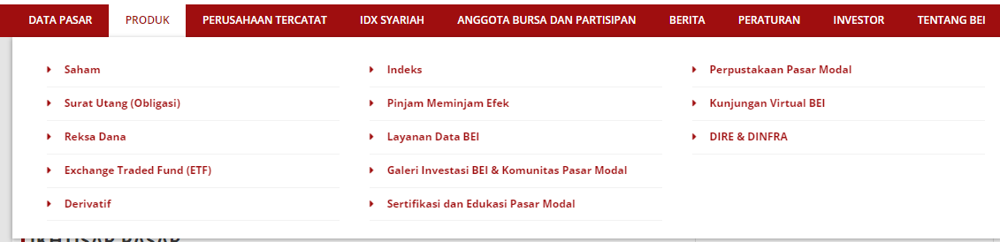 DATA PASAR PRODUK PERUSAHAAN TERCATAT IDX SYARIAH ANGGOTA BURSA DAN PARTISIPAN BERITA PERATURAN INVESTOR TENTANG BEI
Saham
Surat Utang (Obligasi)
Reksa Dana
Exchange Traded Fund (ETF)
Derivatif
Indeks
Pinjam Meminjam Efek
Layanan Data BEI
Galeri Investasi BEI & Komunitas Pasar Modal
Sertifikasi dan Edukasi Pasar Modal
Perpustakaan Pasar Modal
Kunjungan Virtual BEI
DIRE & DINFRA
IKHTISAR PASAR